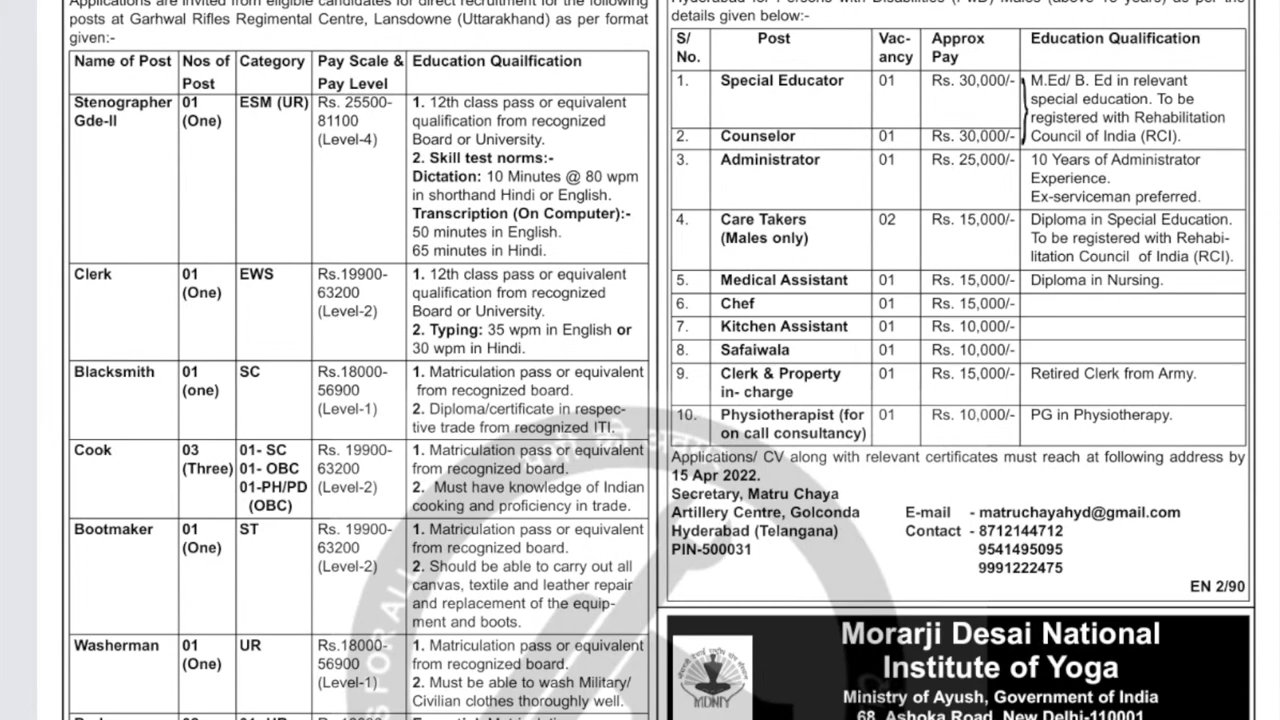 Applications are invited from eligible candidates for direct recruitment for the following
posts at Garhwal Rifles Regimental Centre, Lansdowne (Uttarakhand) as per format
given:-
Name of Post Nos of Post Category Pay Scale & Pay Level Education Quailfication
Stenographer Gde-II 01 (One) ESM (UR) Rs. 25500-81100 (Level-4)
1. 12th class pass or equivalent
qualification from recognized
Board or University.
2. Skill test norms:-
Dictation: 10 Minutes @ 80 wpm
in shorthand Hindi or English.
Transcription (On Computer):-
50 minutes in English.
65 minutes in Hindi.
Clerk 01 (One) EWS Rs.19900-63200 (Level-2)
1. 12th class pass or equivalent
qualification from recognized
Board or University.
2. Typing: 35 wpm in English or
30 wpm in Hindi.
Blacksmith 01 (one) SC Rs.18000-56900 (Level-1)
1. Matriculation pass or equivalent
from recognized board.
2. Diploma/certificate in respec-
tive trade from recognized ITI.
Cook 03 (Three) 01- SC 01- OBC 01-PH/PD (OBC) Rs. 19900-63200 (Level-2)
1. Matriculation pass or equivalent
from recognized board.
2. Must have knowledge of Indian
cooking and proficiency in trade.
Bootmaker 01 (One) ST Rs. 19900-63200 (Level-2)
1. Matriculation pass or equivalent
from recognized board.
2. Should be able to carry out all
canvas, textile and leather repair
and replacement of the equip-
ment and boots.
Washerman 01 (One) UR Rs.18000-56900 (Level-1)
1. Matriculation pass or equivalent
from recognized board.
2. Must be able to wash Military/
Civilian clothes thoroughly well.
details given below:-
S/No. Post Vac-ancy Approx Pay Education Qualification
1. Special Educator 01 Rs. 30,000/-
2. Counselor 01 Rs. 30,000/-
M.Ed/ B. Ed in relevant
special education. To be
registered with Rehabilitation
Council of India (RCI).
3. Administrator 01 Rs. 25,000/- 10 Years of Administrator
Experience.
Ex-serviceman preferred.
4. Care Takers (Males only) 02 Rs. 15,000/- Diploma in Special Education.
To be registered with Rehabi-
litation Council of India (RCI).
5. Medical Assistant 01 Rs. 15,000/- Diploma in Nursing.
6. Chef 01 Rs. 15,000/-
7. Kitchen Assistant 01 Rs. 10,000/-
8. Safaiwala 01 Rs. 10,000/-
9. Clerk & Property in- charge 01 Rs. 15,000/- Retired Clerk from Army.
10. Physiotherapist (for on call consultancy) 01 Rs. 10,000/- PG in Physiotherapy.
Applications/ CV along with relevant certificates must reach at following address by
15 Apr 2022.
Secretary, Matru Chaya
Artillery Centre, Golconda E-mail - matruchayahyd@gmail.com
Hyderabad (Telangana) Contact - 8712144712
PIN-500031 9541495095
9991222475
EN 2/90
MDNIY
Morarji Desai National
Institute of Yoga
Ministry of Ayush, Government of India
68, Ashoka Road, New Delhi-110001